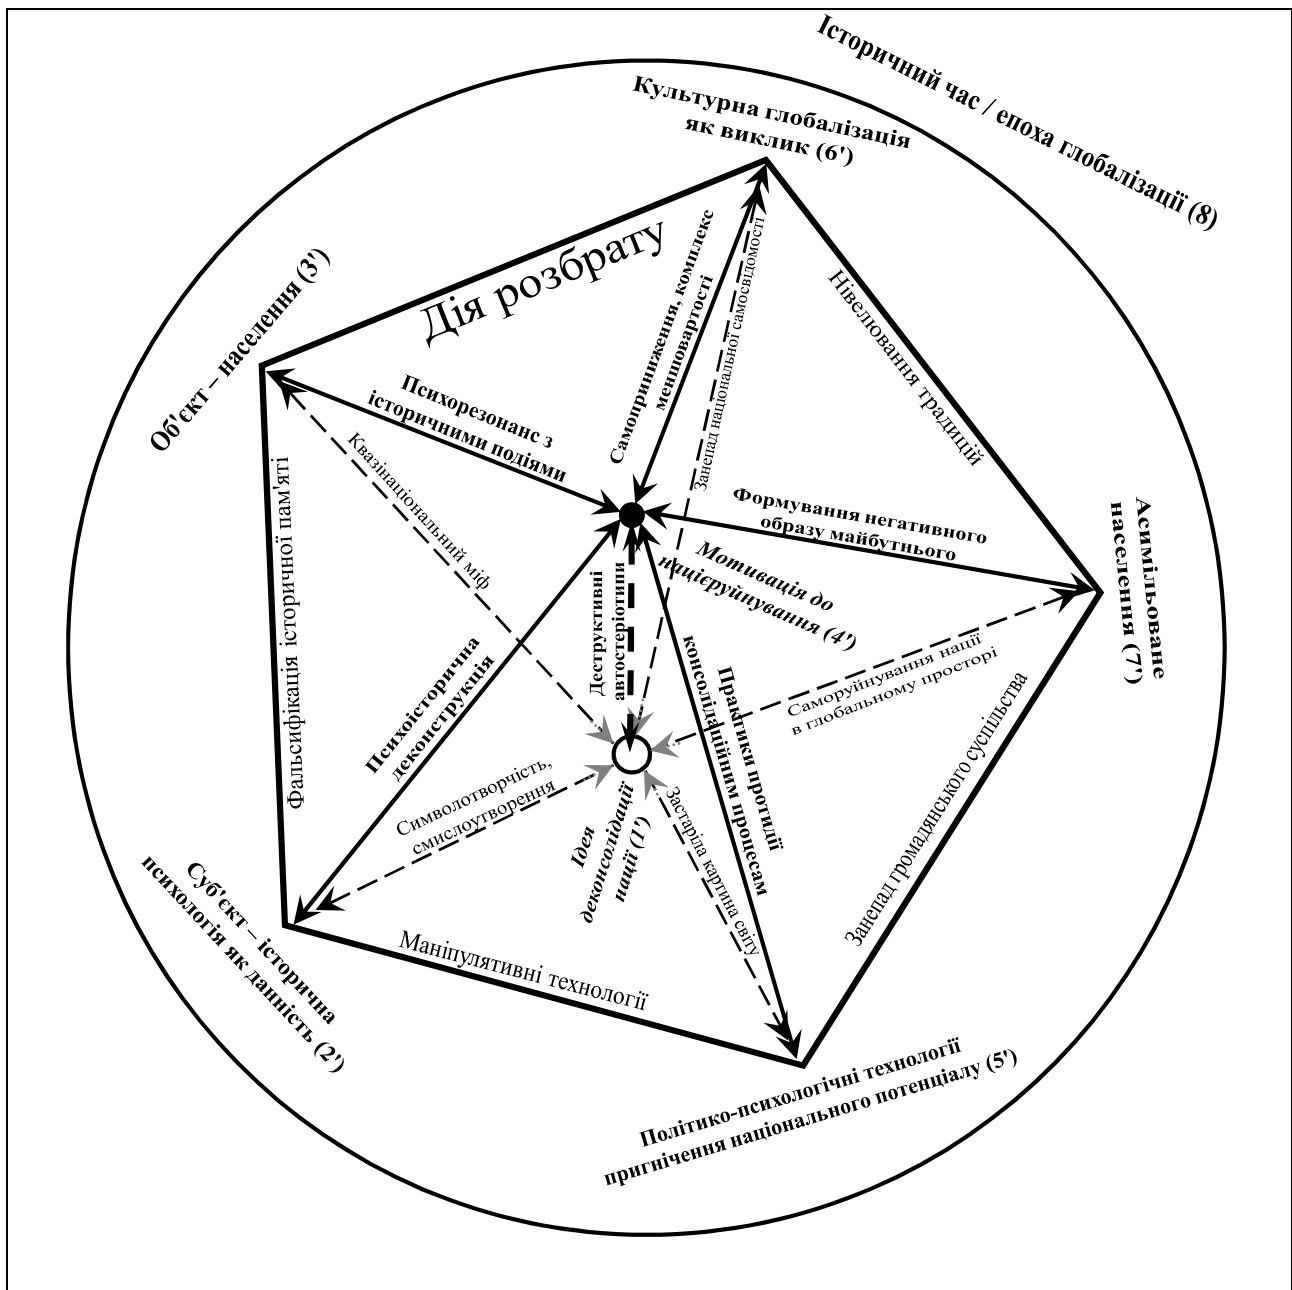 Історичний час / епоха глобалізації (8)
Культурна глобалізація
як виклик (6')
Дія розбрату
Об'єкт – населення (3')
Самоприниження, комплекс
меншовартості
Занепад національної самосвідомості
Нівелювання традицій
Психорезонанс з
історичними подіями
Квазінаціональний міф
Формування негативного
образу майбутнього
Мотивація до
націєруйнування (4')
Асимільоване
населення (7')
Фальсифікація історичної пам'яті
Деструктивні
автостеріотипи
Психоісторична
деконструкція
Практики протидії
консолідаційним процесам
Саморуйнування нації
в глобальному просторі
Занепад громадянського суспільства
Символотворчість,
смислоутворення
Ідея
деконсолідації
нації (1')
Застаріла картина світу
Суб'єкт – історична
психологія як данність (2')
Маніпулятивні технології
Політико-психологічні технології
пригнічення національного потенціалу (5')